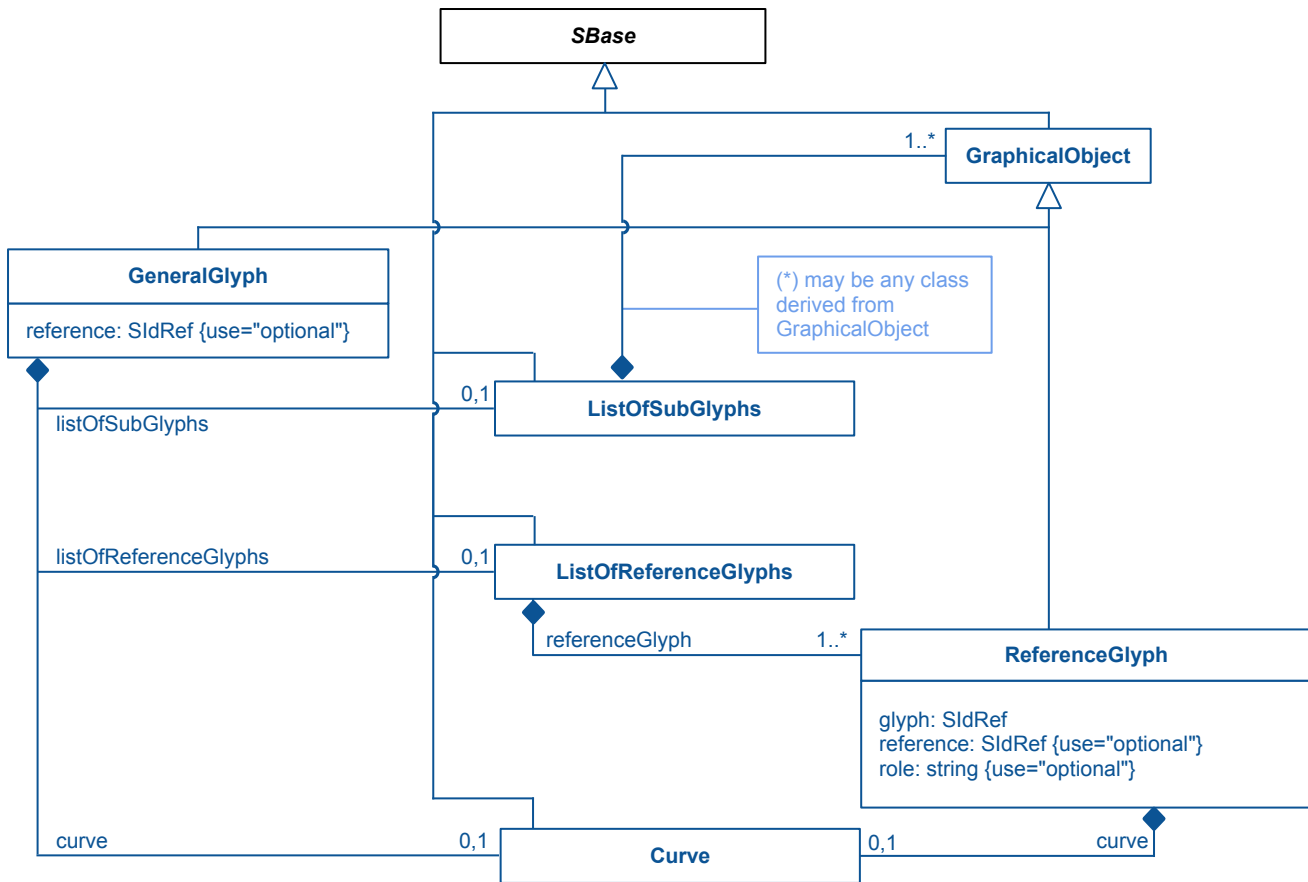 SBase
1..*
GraphicalObject
GeneralGlyph
reference: SIdRef {use="optional"}
(*) may be any class
derived from
GraphicalObject
0,1
ListOfSubGlyphs
listOfSubGlyphs
listOfReferenceGlyphs
0,1
ListOfReferenceGlyphs
referenceGlyph
1..*
ReferenceGlyph
glyph: SIdRef
reference: SIdRef {use="optional"}
role: string {use="optional"}
curve
0,1
Curve
0,1
curve